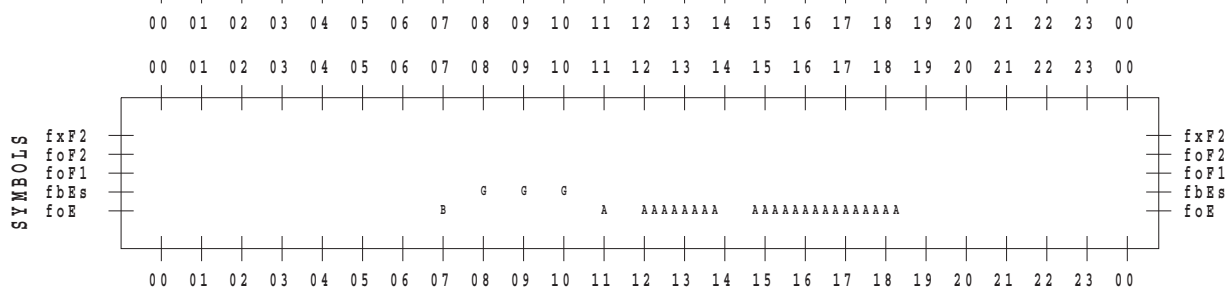 00 01 02 03 04 05 06 07 08 09 10 11 12 13 14 15 16 17 18 19 20 21 22 23 00
00 01 02 03 04 05 06 07 08 09 10 11 12 13 14 15 16 17 18 19 20 21 22 23 00
SYMBOLS
fxF2 fxF2
foF2 foF2
foF1 foF1
fbEs G G G fbEs
foE B A AAAAAAAA AAAAAAAAAAAAAAA foE
00 01 02 03 04 05 06 07 08 09 10 11 12 13 14 15 16 17 18 19 20 21 22 23 00